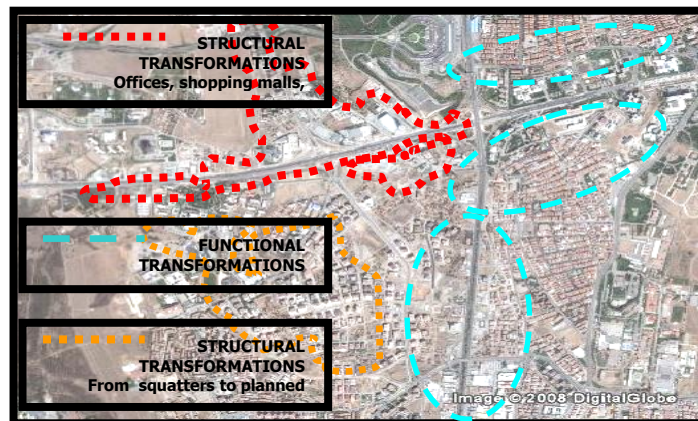 STRUCTURAL
TRANSFORMATIONS
Offices, shopping malls,
FUNCTIONAL
TRANSFORMATIONS
STRUCTURAL
TRANSFORMATIONS
From squatters to planned
Image © 2008 DigitalGlobe